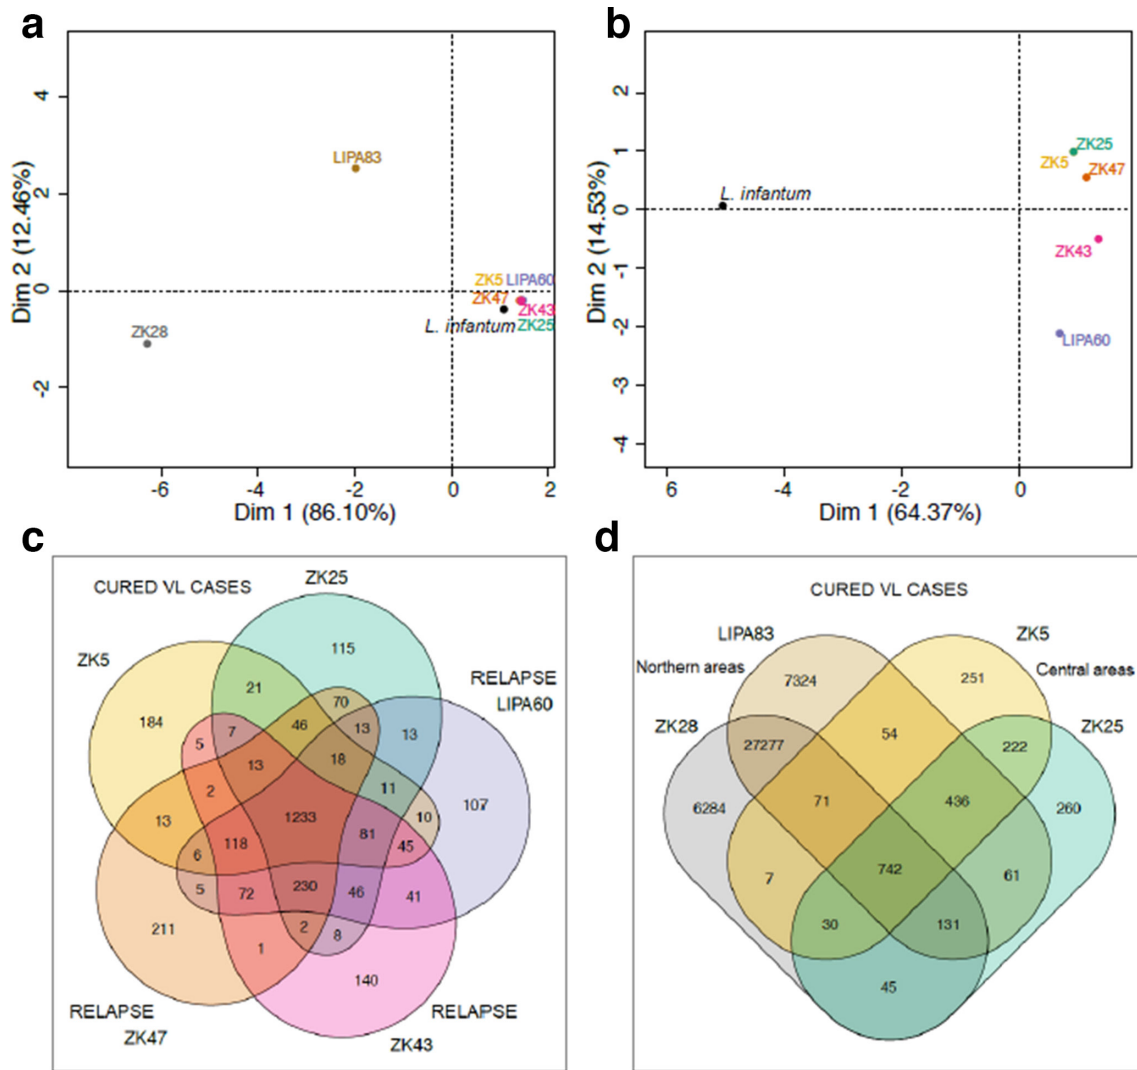 a
4
2
0
-2
Dim 2 (12.46%)
LIPA83
ZK5 LIPA60
ZK47
ZK43
L. infantum ZK25
ZK28
-6 -4 -2 0 2
Dim 1 (86.10%)
b
2
1
0
-1
-2
-3
-4
Dim 2 (14.53%)
ZK25
ZK5
ZK47
L. infantum
ZK43
LIPA60
6 -4 -2 0
Dim 1 (64.37%)
c
CURED VL CASES
ZK25
ZK5
RELAPSE
LIPA60
115
21
70
184
46
13
13
5
7
13
18
11
107
2
10
13
1233
81
118
45
6
5
72
230
46
41
211
2
8
1
140
RELAPSE
ZK47
RELAPSE
ZK43
d
CURED VL CASES
LIPA83
ZK5
Northern areas
Central areas
ZK28
ZK25
7324
251
27277
54
222
6284
71
436
260
7
742
61
30
131
45